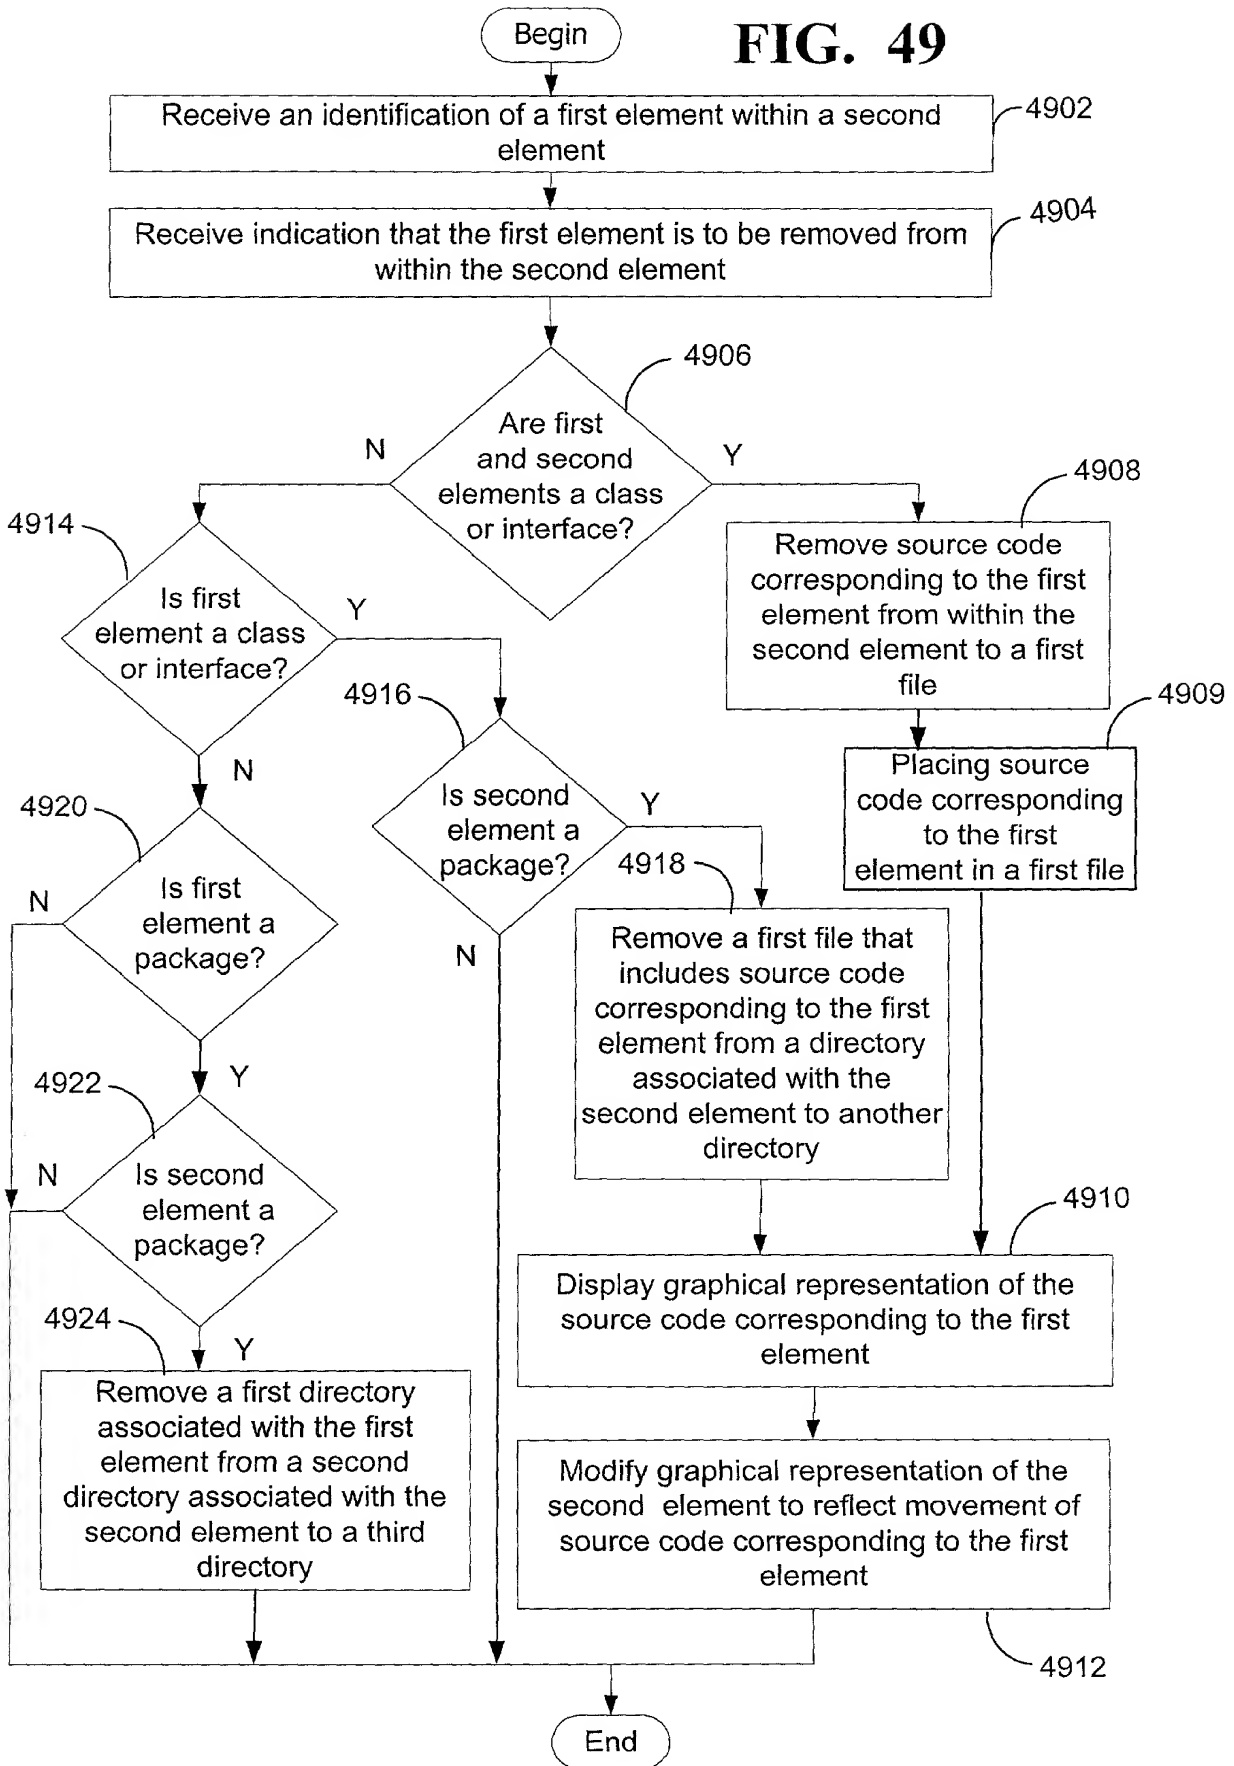 Begin
FIG. 49
Receive an identification of a first element within a second
element
4902
Receive indication that the first element is to be removed from
within the second element
4904
4906
Are first
and second
elements a class
or interface?
N
Y
4908
Remove source code
corresponding to the first
element from within the
second element to a first
file
4909
Placing source
code corresponding
to the first
element in a first file
4914
Is first
element a class
or interface?
Y
N
4916
Is second
element a
package?
Y
N
4918
Remove a first file that
includes source code
corresponding to the first
element from a directory
associated with the
second element to another
directory
4920
Is first
element a
package?
N
Y
4922
Is second
element a
package?
N
Y
4924
Remove a first directory
associated with the first
element from a second
directory associated with the
second element to a third
directory
4910
Display graphical representation of the
source code corresponding to the first
element
Modify graphical representation of the
second element to reflect movement of
source code corresponding to the first
element
4912
End